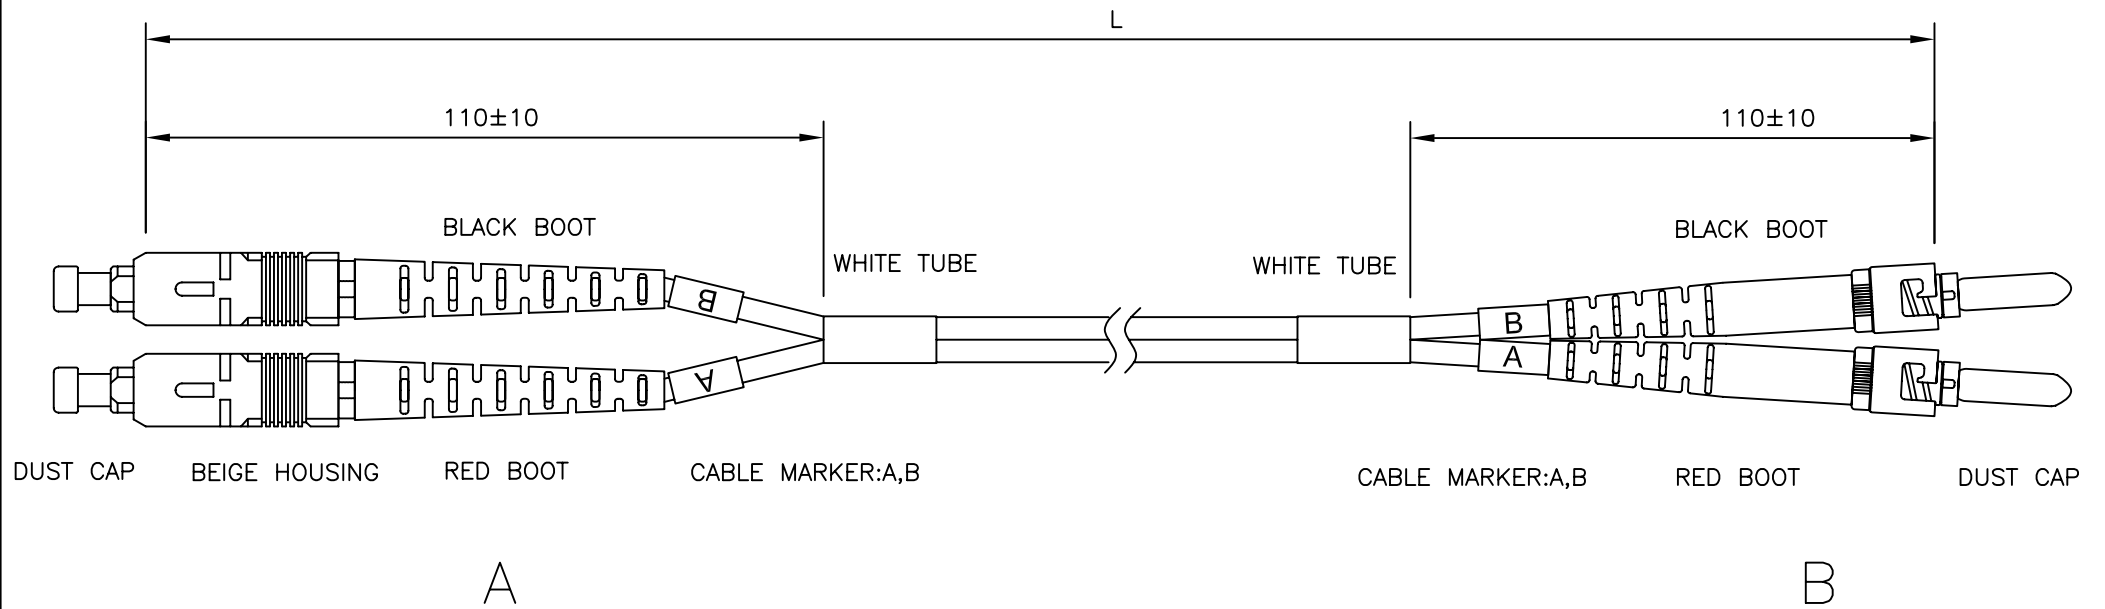 L
110±10
110±10
BLACK BOOT
BLACK BOOT
WHITE TUBE
WHITE TUBE
B
B
A
A
DUST CAP
BEIGE HOUSING
RED BOOT
CABLE MARKER:A,B
CABLE MARKER:A,B
RED BOOT
DUST CAP
A
B